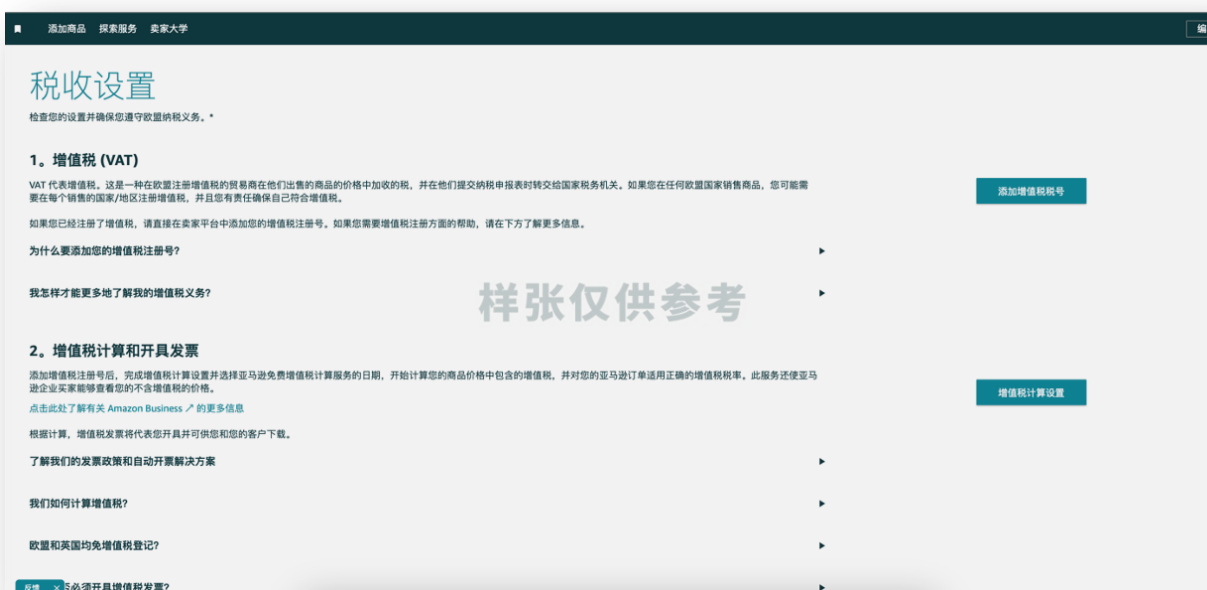 添加商品 探索服务 卖家大学
编
税收设置
检查您的设置并确保您遵守欧盟纳税义务。*
1。增值税 (VAT)
VAT 代表增值税。这是一种在欧盟注册增值税的贸易商在他们出售的商品的价格中加收的税，并在他们提交纳税申报表时转交给国家税务机关。如果您在任何欧盟国家销售商品，您可能需
要在每个销售的国家/地区注册增值税，并且您有责任确保自己符合增值税。
添加增值税税号
如果您已经注册了增值税，请直接在卖家平台中添加您的增值税注册号。如果您需要增值税注册方面的帮助，请在下方了解更多信息。
为什么要添加您的增值税注册号?
我怎样才能更多地了解我的增值税义务?
样张仅供参考
2。增值税计算和开具发票
添加增值税注册号后，完成增值税计算设置并选择亚马逊免费增值税计算服务的日期，开始计算您的商品价格中包含的增值税，并对您的亚马逊订单适用正确的增值税税率。此服务还使亚马
逊企业买家能够查看您的不含增值税的价格。
增值税计算设置
点击此处了解有关 Amazon Business ↗ 的更多信息
根据计算，增值税发票将代表您开具并可供您和您的客户下载。
了解我们的发票政策和自动开票解决方案
我们如何计算增值税?
欧盟和英国均免增值税登记?
反馈 ×
必须开具增值税发票?